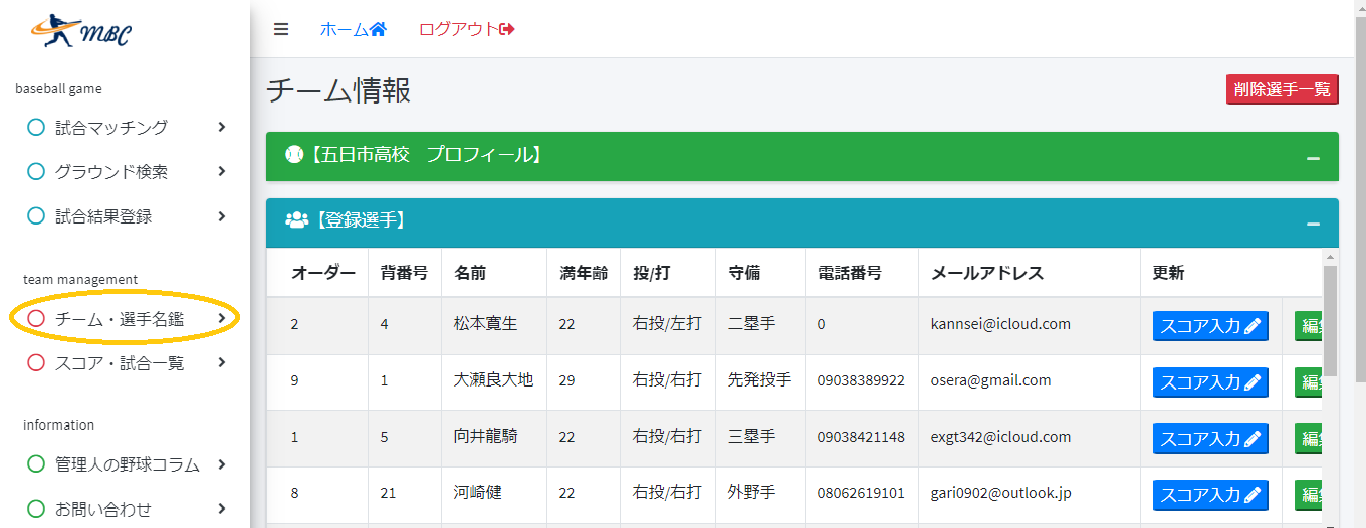 MBC
ホーム ログアウト
baseball game
試合マッチング
グラウンド検索
試合結果登録
team management
チーム・選手名鑑
スコア・試合一覧
information
管理人の野球コラム
お問い合わせ
チーム情報
削除選手一覧
【五日市高校　プロフィール】
【登録選手】
オーダー 背番号 名前 満年齢 投/打 守備 電話番号 メールアドレス 更新
2 4 松本寛生 22 右投/左打 二塁手 0 kannsei@icloud.com スコア入力 編集
9 1 大瀬良大地 29 右投/右打 先発投手 09038389922 osera@gmail.com スコア入力 編集
1 5 向井龍騎 22 右投/右打 三塁手 09038421148 exgt342@icloud.com スコア入力 編集
8 21 河崎健 22 右投/右打 外野手 08062619101 gari0902@outlook.jp スコア入力 編集